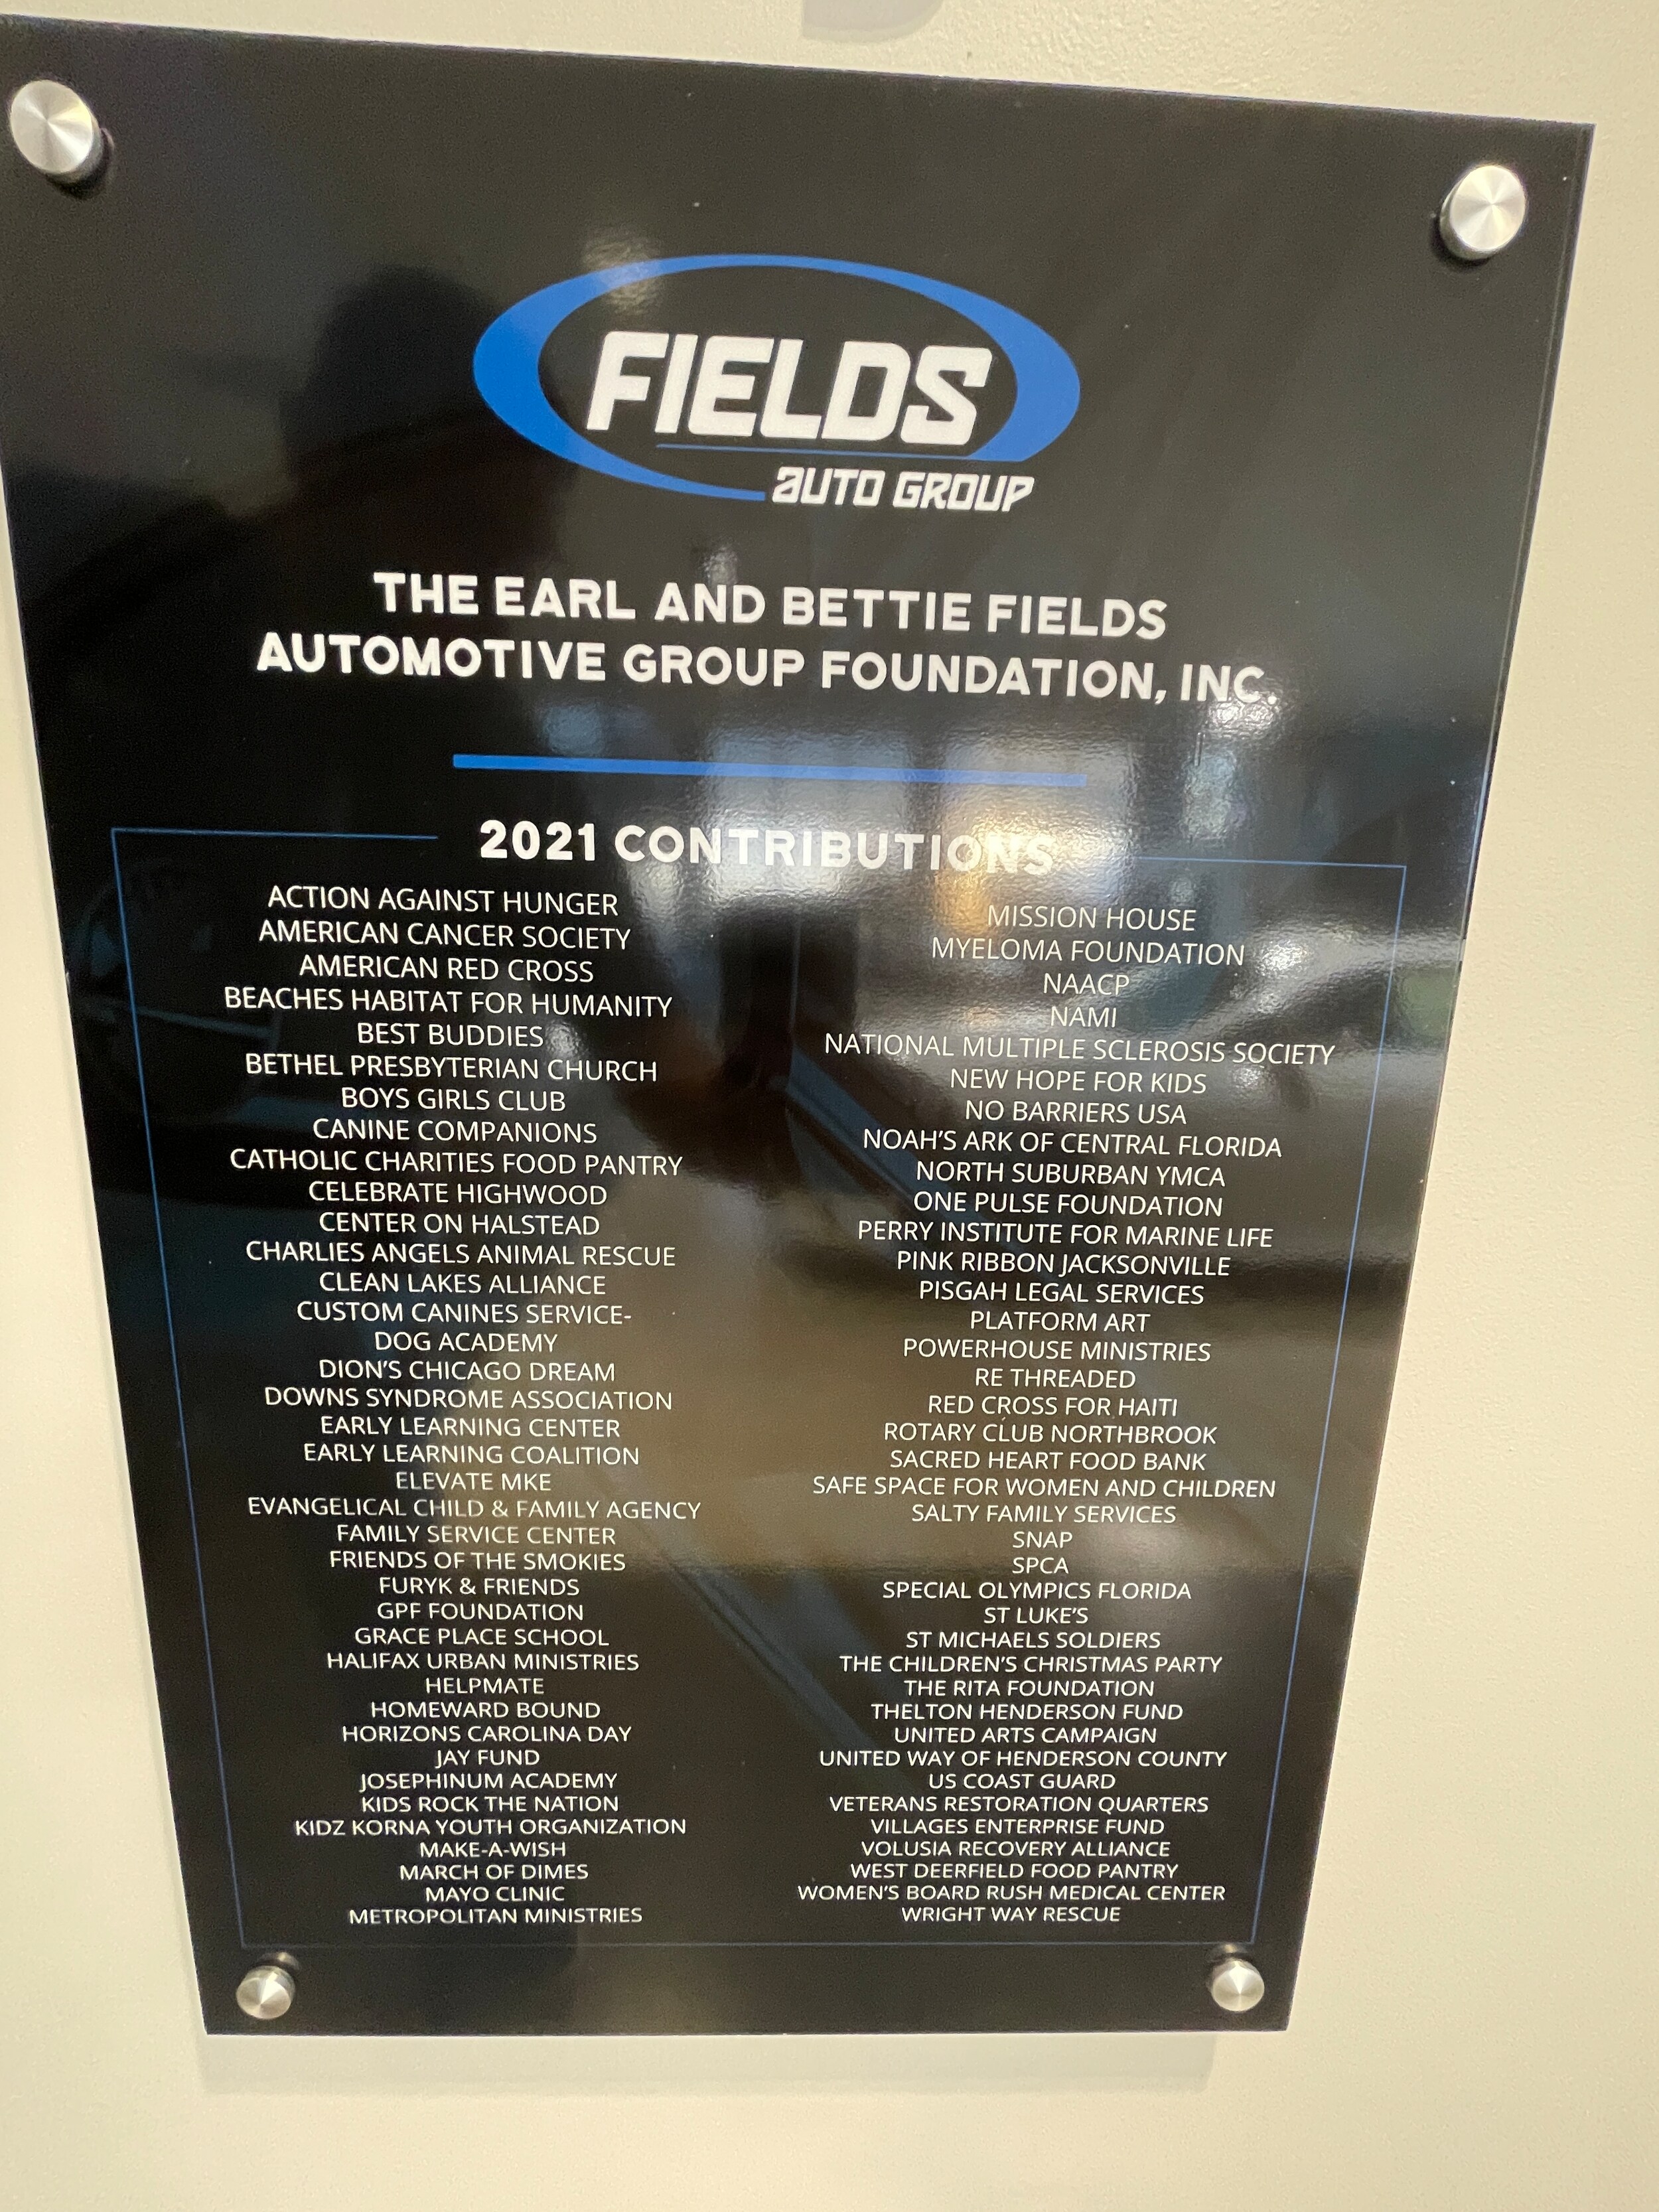 FIELDS
AUTO GROUP
THE EARL AND BETTIE FIELDS
AUTOMOTIVE GROUP FOUNDATION, INC.
2021 CONTRIBUTIONS
ACTION AGAINST HUNGER
AMERICAN CANCER SOCIETY
AMERICAN RED CROSS
BEACHES HABITAT FOR HUMANITY
BEST BUDDIES
BETHEL PRESBYTERIAN CHURCH
BOYS GIRLS CLUB
CANINE COMPANIONS
CATHOLIC CHARITIES FOOD PANTRY
CELEBRATE HIGHWOOD
CENTER ON HALSTEAD
CHARLIES ANGELS ANIMAL RESCUE
CLEAN LAKES ALLIANCE
CUSTOM CANINES SERVICE-
DOG ACADEMY
DION'S CHICAGO DREAM
DOWNS SYNDROME ASSOCIATION
EARLY LEARNING CENTER
EARLY LEARNING COALITION
ELEVATE MKE
EVANGELICAL CHILD & FAMILY AGENCY
FAMILY SERVICE CENTER
FRIENDS OF THE SMOKIES
FURYK & FRIENDS
GPF FOUNDATION
GRACE PLACE SCHOOL
HALIFAX URBAN MINISTRIES
HELPMATE
HOMEWARD BOUND
HORIZONS CAROLINA DAY
JAY FUND
JOSEPHINUM ACADEMY
KIDS ROCK THE NATION
KIDZ KORNA YOUTH ORGANIZATION
MAKE-A-WISH
MARCH OF DIMES
MAYO CLINIC
METROPOLITAN MINISTRIES
MISSION HOUSE
MYELOMA FOUNDATION
NAACP
NAMI
NATIONAL MULTIPLE SCLEROSIS SOCIETY
NEW HOPE FOR KIDS
NO BARRIERS USA
NOAH'S ARK OF CENTRAL FLORIDA
NORTH SUBURBAN YMCA
ONE PULSE FOUNDATION
PERRY INSTITUTE FOR MARINE LIFE
PINK RIBBON JACKSONVILLE
PISGAH LEGAL SERVICES
PLATFORM ART
POWERHOUSE MINISTRIES
RE THREADED
RED CROSS FOR HAITI
ROTARY CLUB NORTHBROOK
SACRED HEART FOOD BANK
SAFE SPACE FOR WOMEN AND CHILDREN
SALTY FAMILY SERVICES
SNAP
SPCA
SPECIAL OLYMPICS FLORIDA
ST LUKE'S
ST MICHAELS SOLDIERS
THE CHILDREN'S CHRISTMAS PARTY
THE RITA FOUNDATION
THELTON HENDERSON FUND
UNITED ARTS CAMPAIGN
UNITED WAY OF HENDERSON COUNTY
US COAST GUARD
VETERANS RESTORATION QUARTERS
VILLAGES ENTERPRISE FUND
VOLUSIA RECOVERY ALLIANCE
WEST DEERFIELD FOOD PANTRY
WOMEN'S BOARD RUSH MEDICAL CENTER
WRIGHT WAY RESCUE